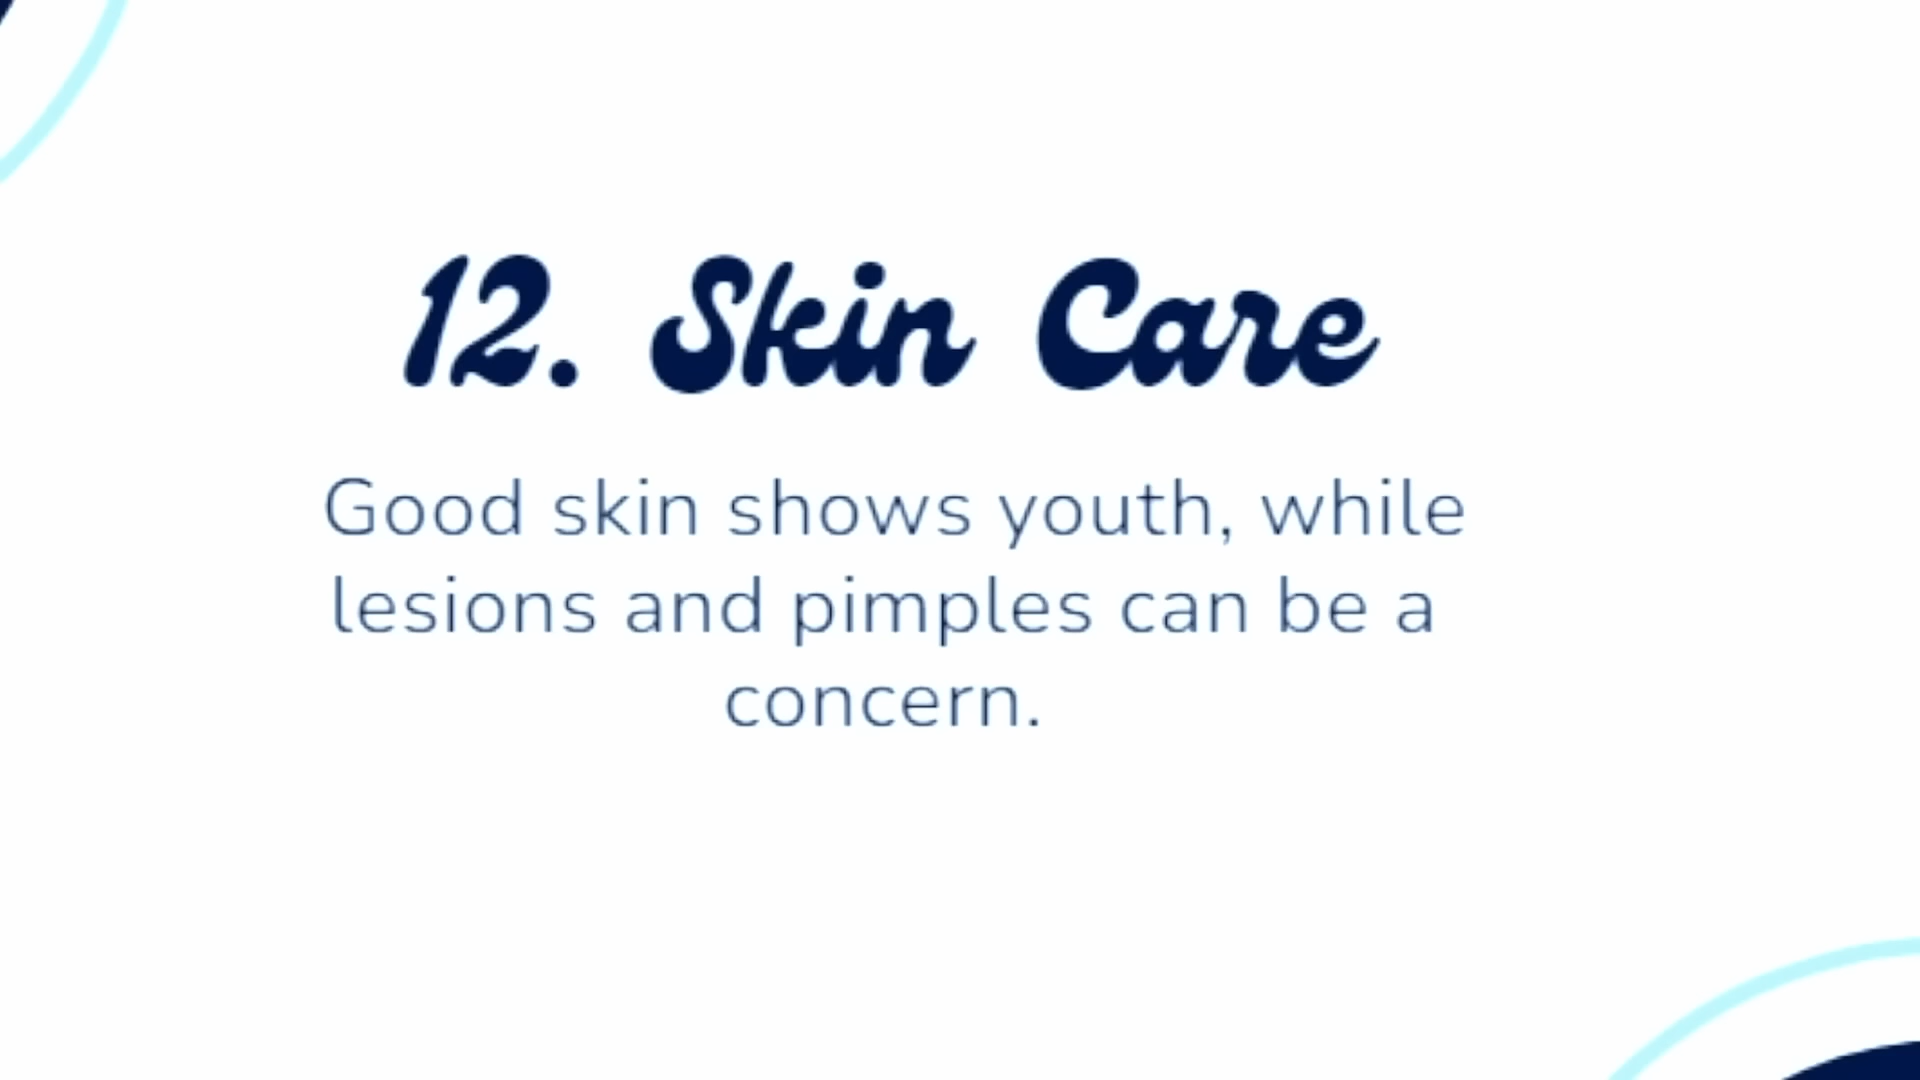 12. Skin Care
Good skin shows youth, while
lesions and pimples can be a
concern.